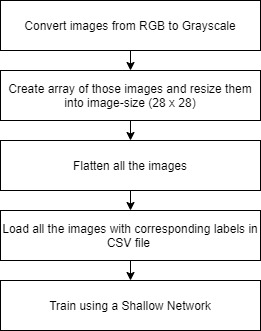 Convert images from RGB to Grayscale
Create array of those images and resize them
into image-size (28 x 28)
Flatten all the images
Load all the images with corresponding labels in
CSV file
Train using a Shallow Network